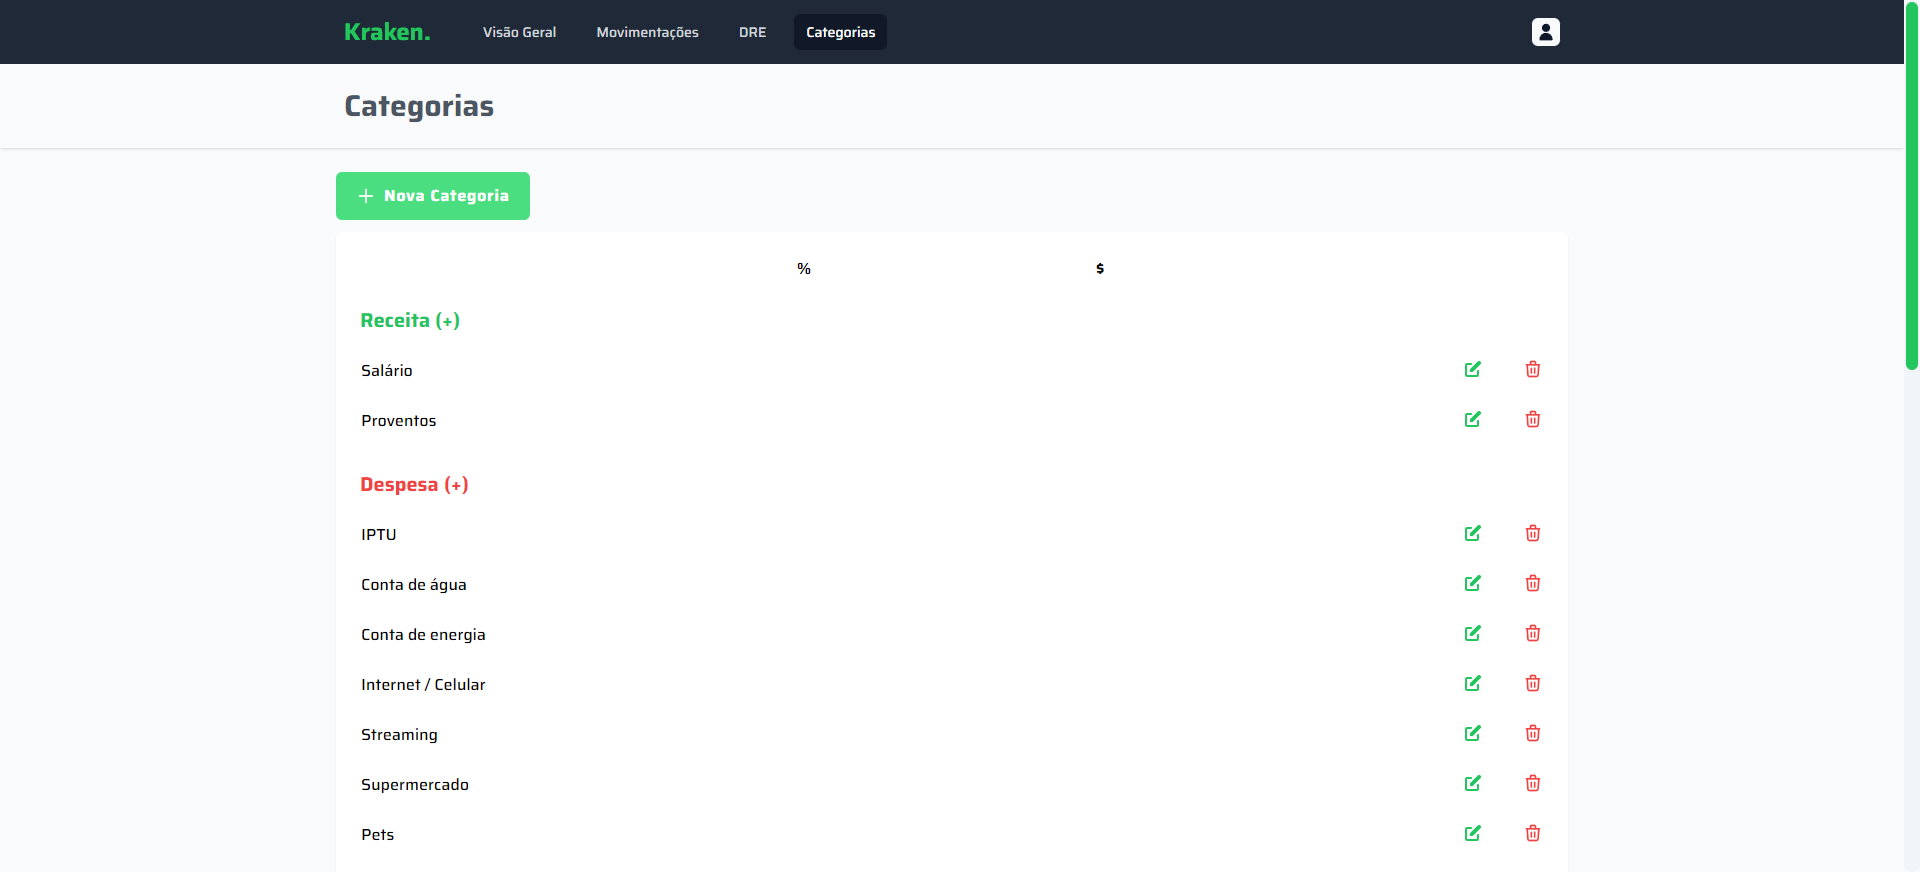 Kraken. Visão Geral Movimentações DRE Categorias
Categorias
Nova Categoria
% $
Receita (+)
Salário
Proventos
Despesa (+)
IPTU
Conta de água
Conta de energia
Internet / Celular
Streaming
Supermercado
Pets